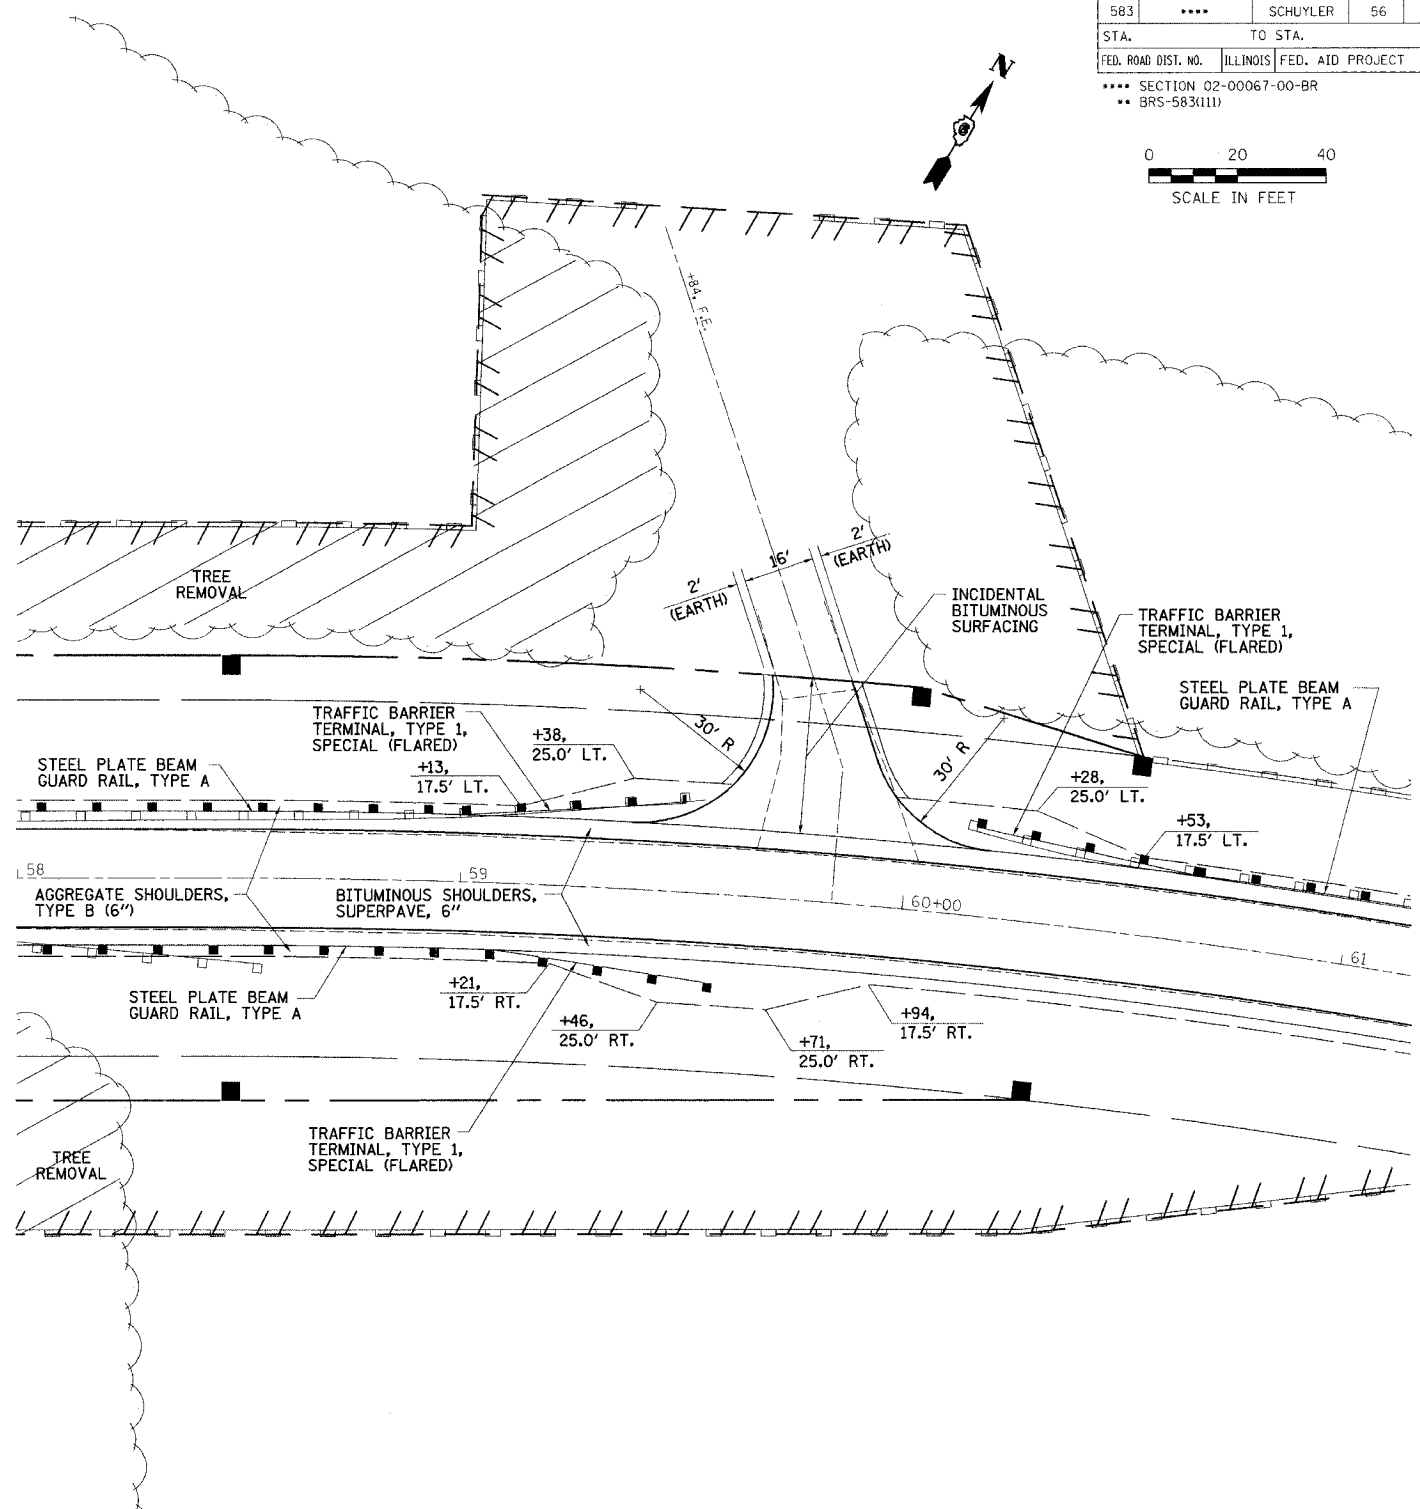 583 **** SCHUYLER 56
STA. TO STA.
FED. ROAD DIST. NO. ILLINOIS FED. AID PROJECT
**** SECTION 02-00067-00-BR
** BRS-583(111)
N
0 20 40
SCALE IN FEET
+84, F.E.
TREE
REMOVAL
2'
(EARTH)
16'
2'
(EARTH)
INCIDENTAL
BITUMINOUS
SURFACING
TRAFFIC BARRIER
TERMINAL, TYPE 1,
SPECIAL (FLARED)
STEEL PLATE BEAM
GUARD RAIL, TYPE A
TRAFFIC BARRIER
TERMINAL, TYPE 1,
SPECIAL (FLARED)
+38,
25.0' LT.
30' R
30' R
STEEL PLATE BEAM
GUARD RAIL, TYPE A
+13,
17.5' LT.
+28,
25.0' LT.
+53,
17.5' LT.
58
59
60+00
61
AGGREGATE SHOULDERS,
TYPE B (6")
BITUMINOUS SHOULDERS,
SUPERPAVE, 6"
STEEL PLATE BEAM
GUARD RAIL, TYPE A
+21,
17.5' RT.
+46,
25.0' RT.
+71,
25.0' RT.
+94,
17.5' RT.
TRAFFIC BARRIER
TERMINAL, TYPE 1,
SPECIAL (FLARED)
TREE
REMOVAL